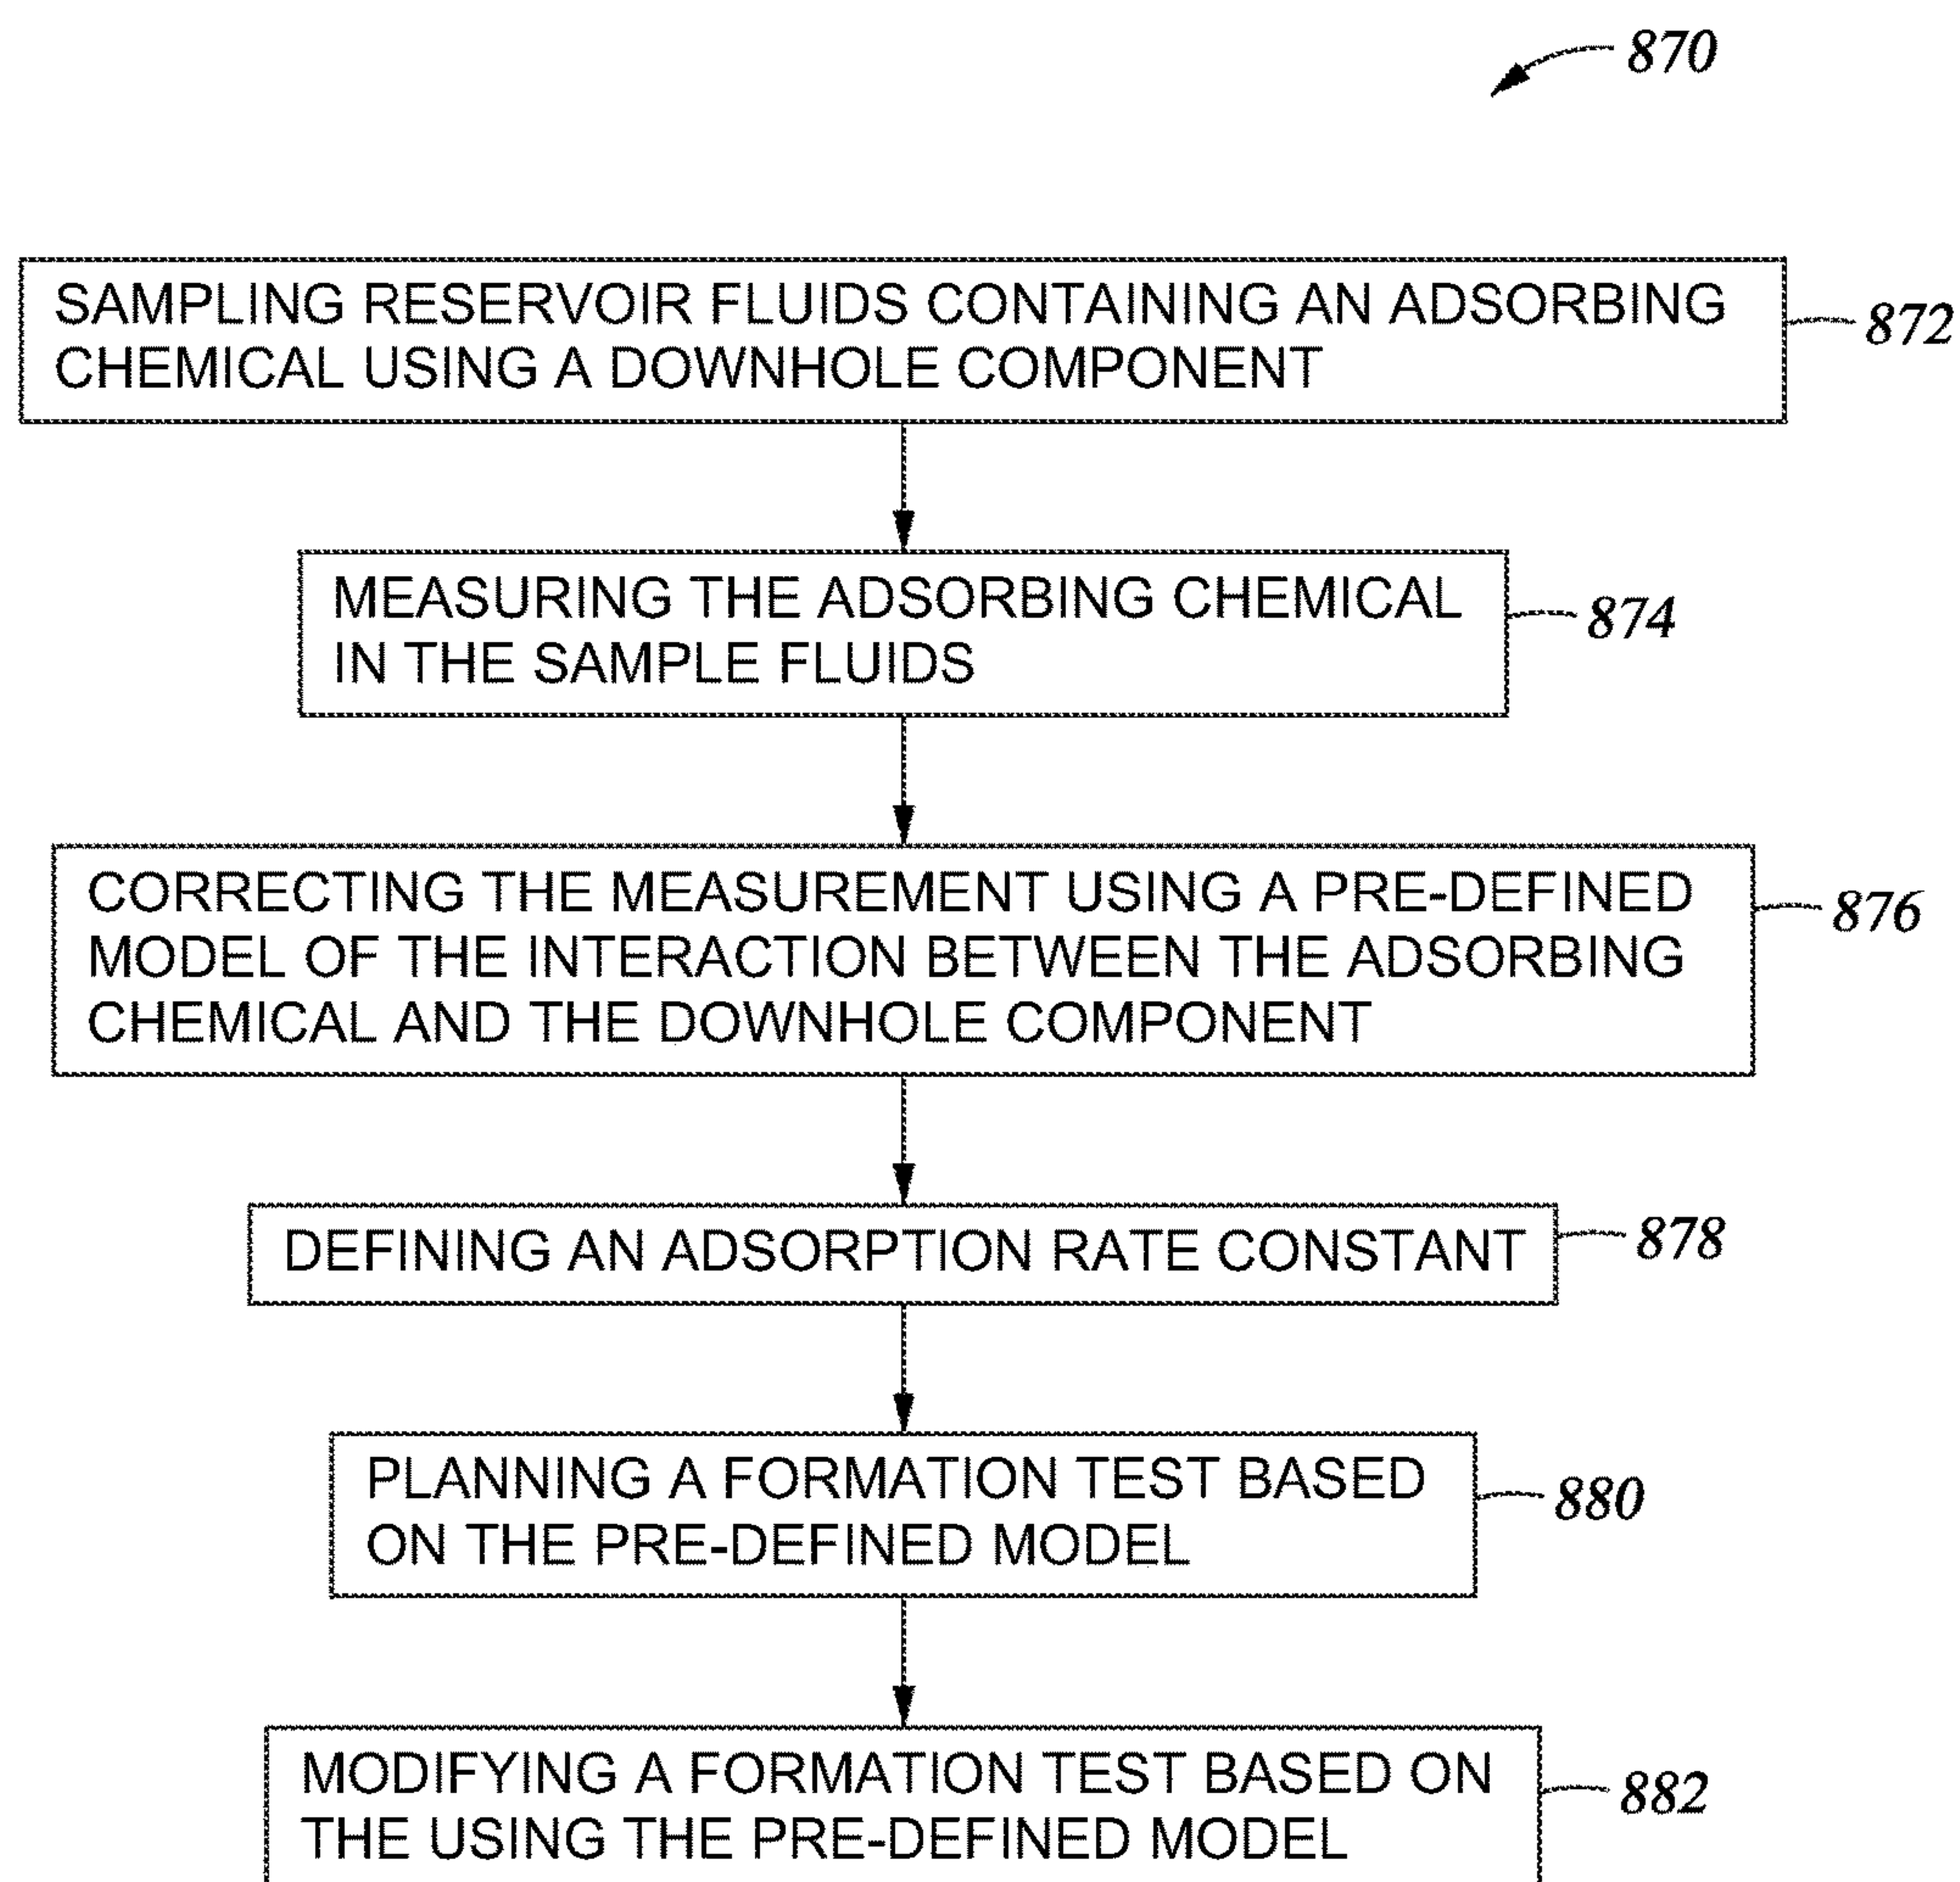 870
SAMPLING RESERVOIR FLUIDS CONTAINING AN ADSORBING
CHEMICAL USING A DOWNHOLE COMPONENT
872
MEASURING THE ADSORBING CHEMICAL
IN THE SAMPLE FLUIDS
874
CORRECTING THE MEASUREMENT USING A PRE-DEFINED
MODEL OF THE INTERACTION BETWEEN THE ADSORBING
CHEMICAL AND THE DOWNHOLE COMPONENT
876
DEFINING AN ADSORPTION RATE CONSTANT
878
PLANNING A FORMATION TEST BASED
ON THE PRE-DEFINED MODEL
880
MODIFYING A FORMATION TEST BASED ON
THE USING THE PRE-DEFINED MODEL
882